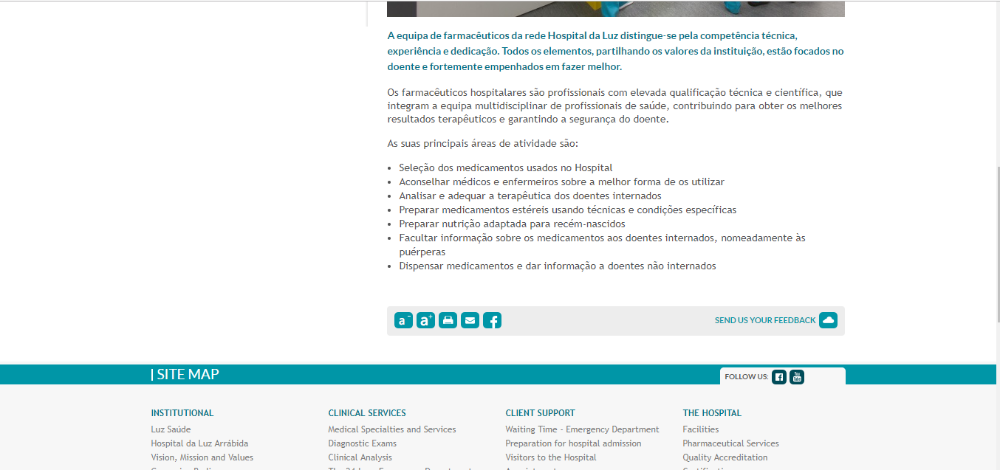 A equipa de farmacêuticos da rede Hospital da Luz distingue-se pela competência técnica,
experiência e dedicação. Todos os elementos, partilhando os valores da instituição, estão focados no
doente e fortemente empenhados em fazer melhor.
Os farmacêuticos hospitalares são profissionais com elevada qualificação técnica e científica, que
integram a equipa multidisciplinar de profissionais de saúde, contribuindo para obter os melhores
resultados terapêuticos e garantindo a segurança do doente.
As suas principais áreas de atividade são:
• Seleção dos medicamentos usados no Hospital
• Aconselhar médicos e enfermeiros sobre a melhor forma de os utilizar
• Analisar e adequar a terapêutica dos doentes internados
• Preparar medicamentos estéreis usando técnicas e condições específicas
• Preparar nutrição adaptada para recém-nascidos
• Facultar informação sobre os medicamentos aos doentes internados, nomeadamente às
puérperas
• Dispensar medicamentos e dar informação a doentes não internados
a- a+ SEND US YOUR FEEDBACK
| SITE MAP
FOLLOW US: You Tube
INSTITUTIONAL
Luz Saúde
Hospital da Luz Arrábida
Vision, Mission and Values
CLINICAL SERVICES
Medical Specialties and Services
Diagnostic Exams
Clinical Analysis
CLIENT SUPPORT
Waiting Time - Emergency Department
Preparation for hospital admission
Visitors to the Hospital
THE HOSPITAL
Facilities
Pharmaceutical Services
Quality Accreditation